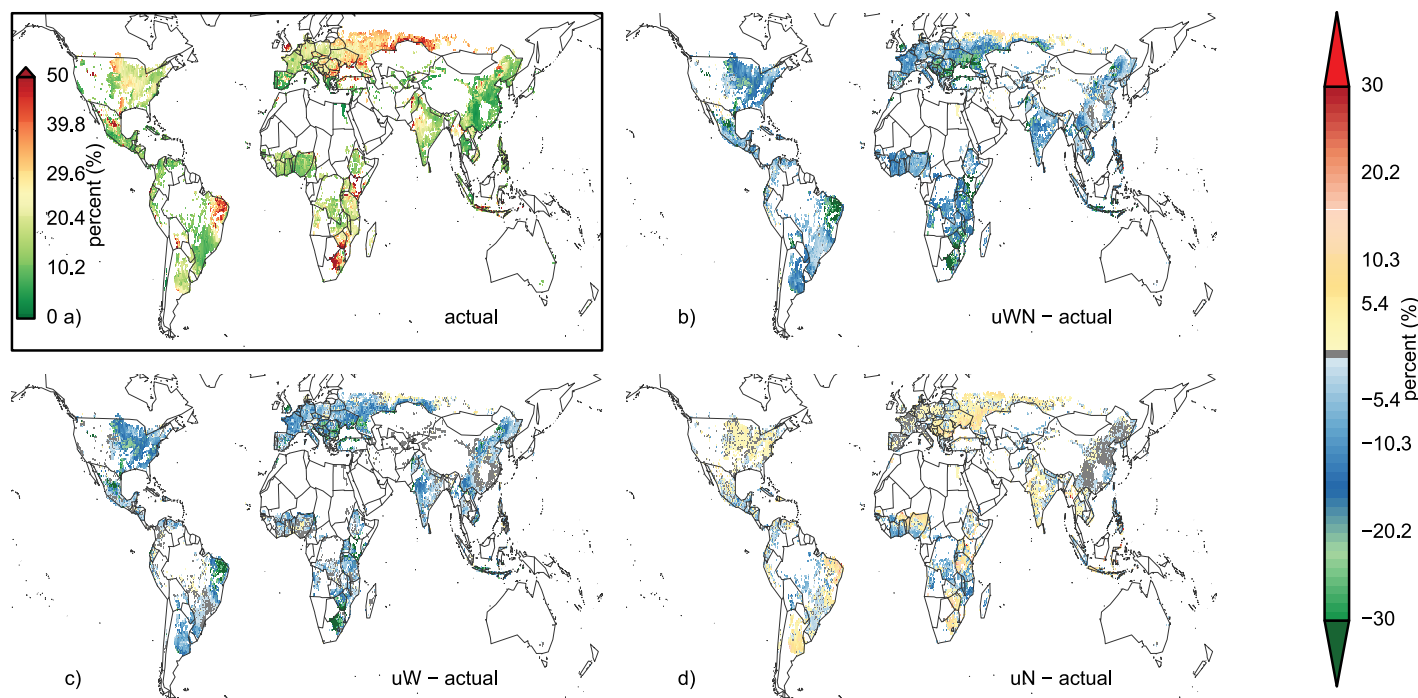 50
39.8
29.6
20.4
10.2
0 a)
percent (%)
actual
b)
uWN − actual
c)
uW − actual
d)
uN − actual
30
20.2
10.3
5.4
−5.4
−10.3
−20.2
−30
percent (%)